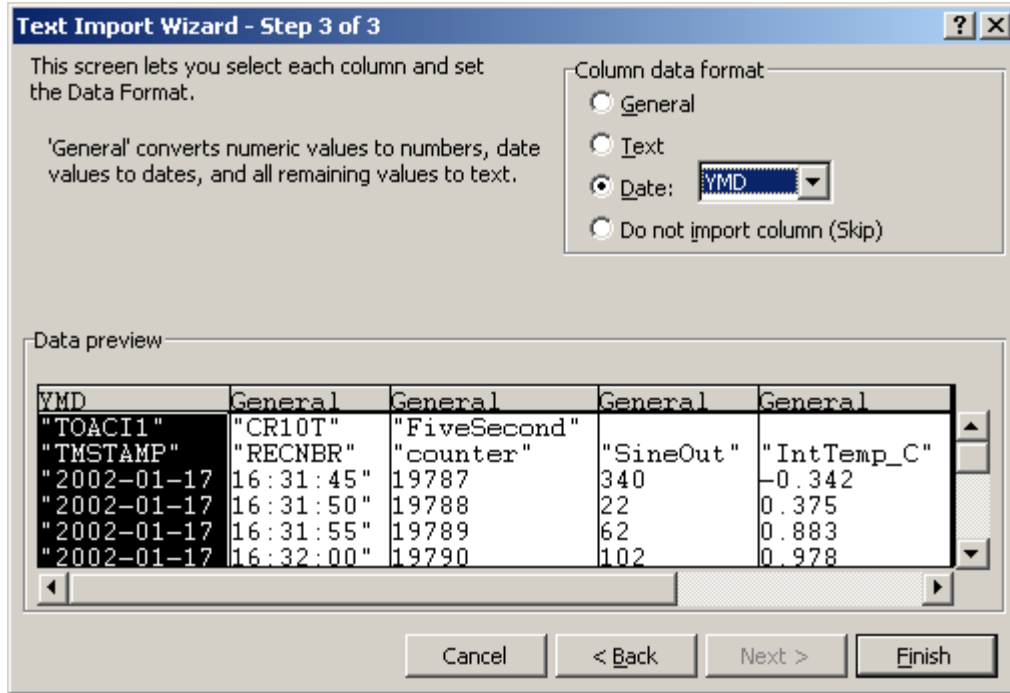 Text Import Wizard - Step 3 of 3
This screen lets you select each column and set
the Data Format.
'General' converts numeric values to numbers, date
values to dates, and all remaining values to text.
Column data format
General
Text
Date: YMD
Do not import column (Skip)
Data preview
YMD General General General General
"TOACI1" "CR10T" "FiveSecond"
"TMSTAMP" "RECNBR" "counter" "SineOut" "IntTemp_C"
"2002-01-17 16:31:45" 19787 340 -0.342
"2002-01-17 16:31:50" 19788 22 0.375
"2002-01-17 16:31:55" 19789 62 0.883
"2002-01-17 16:32:00" 19790 102 0.978
Cancel < Back Next > Finish